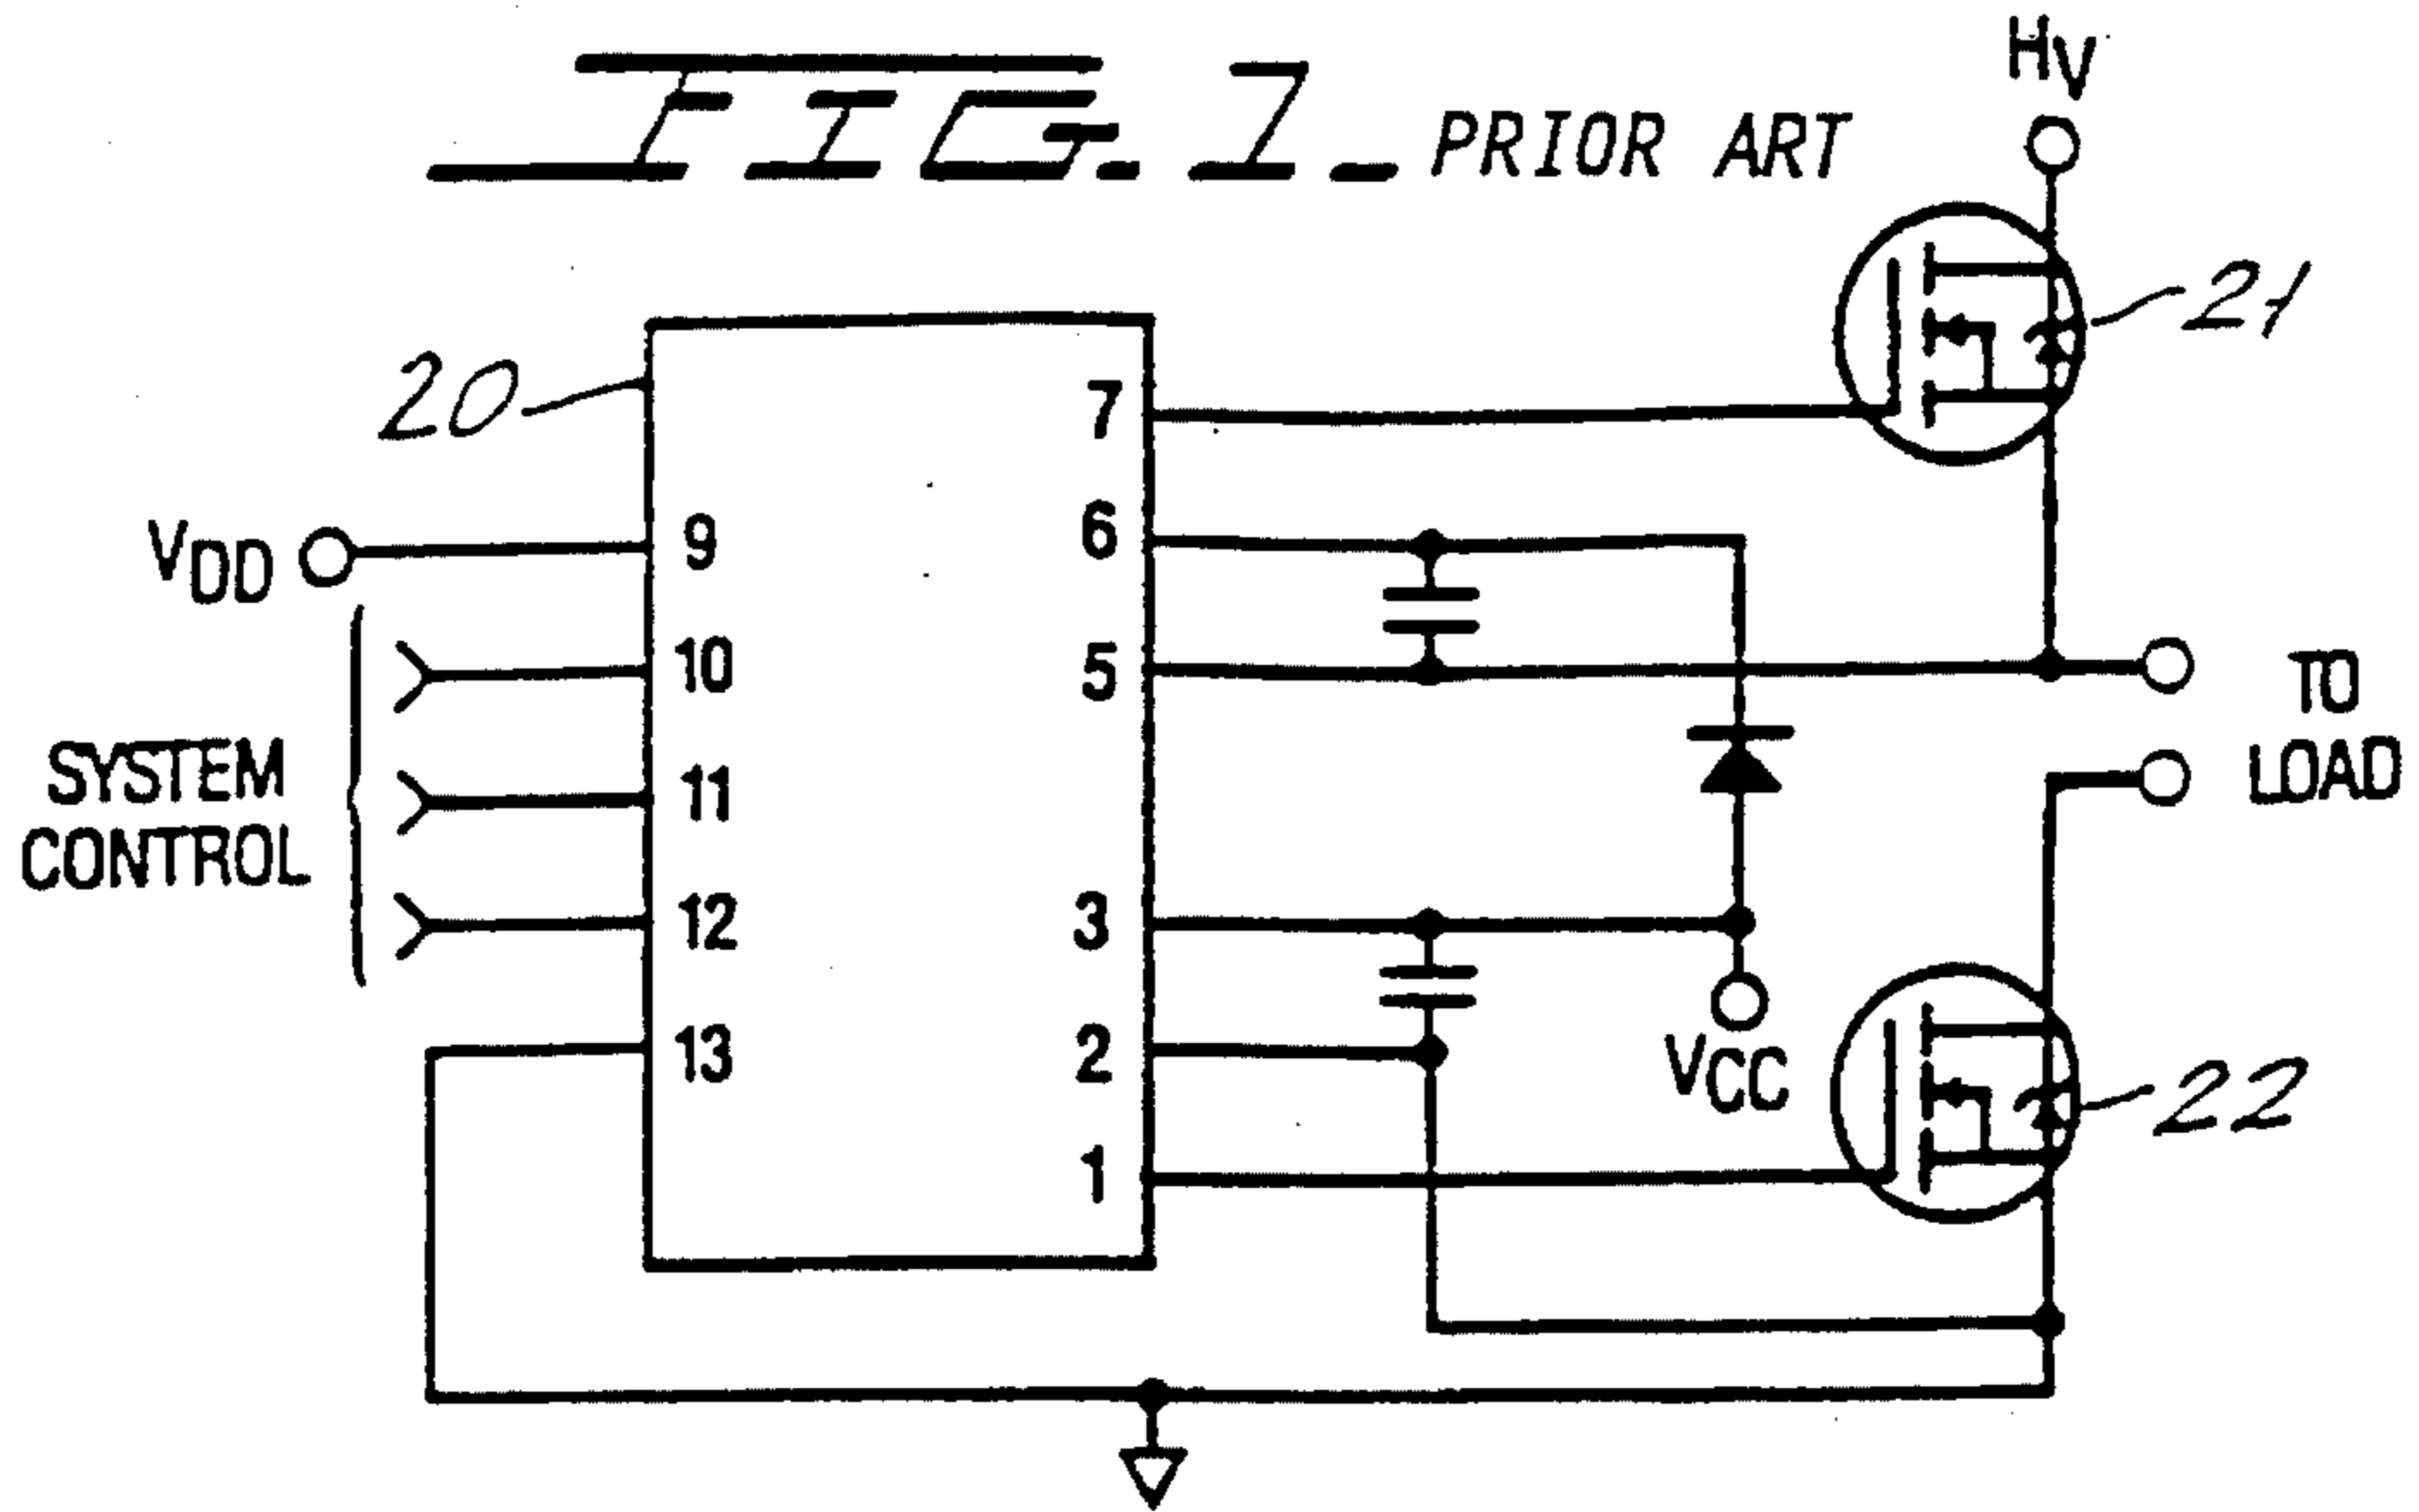 FIG. 1. PRIOR ART
HV
21
20
7
6
5
3
2
1
VDD
9
10
11
12
13
SYSTEM
CONTROL
TO
LOAD
VCC
22